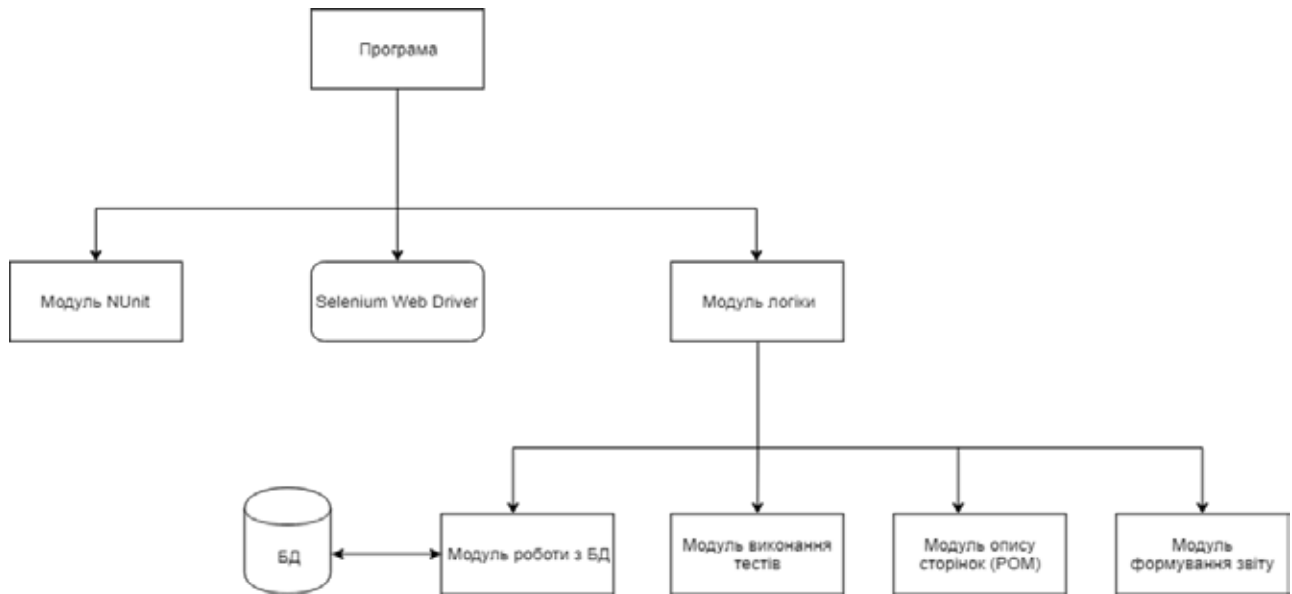 Програма
Модуль NUnit
Selenium Web Driver
Модуль логіки
БД
Модуль роботи з БД
Модуль виконання
тестів
Модуль опису
сторінок (POM)
Модуль
формування звіту